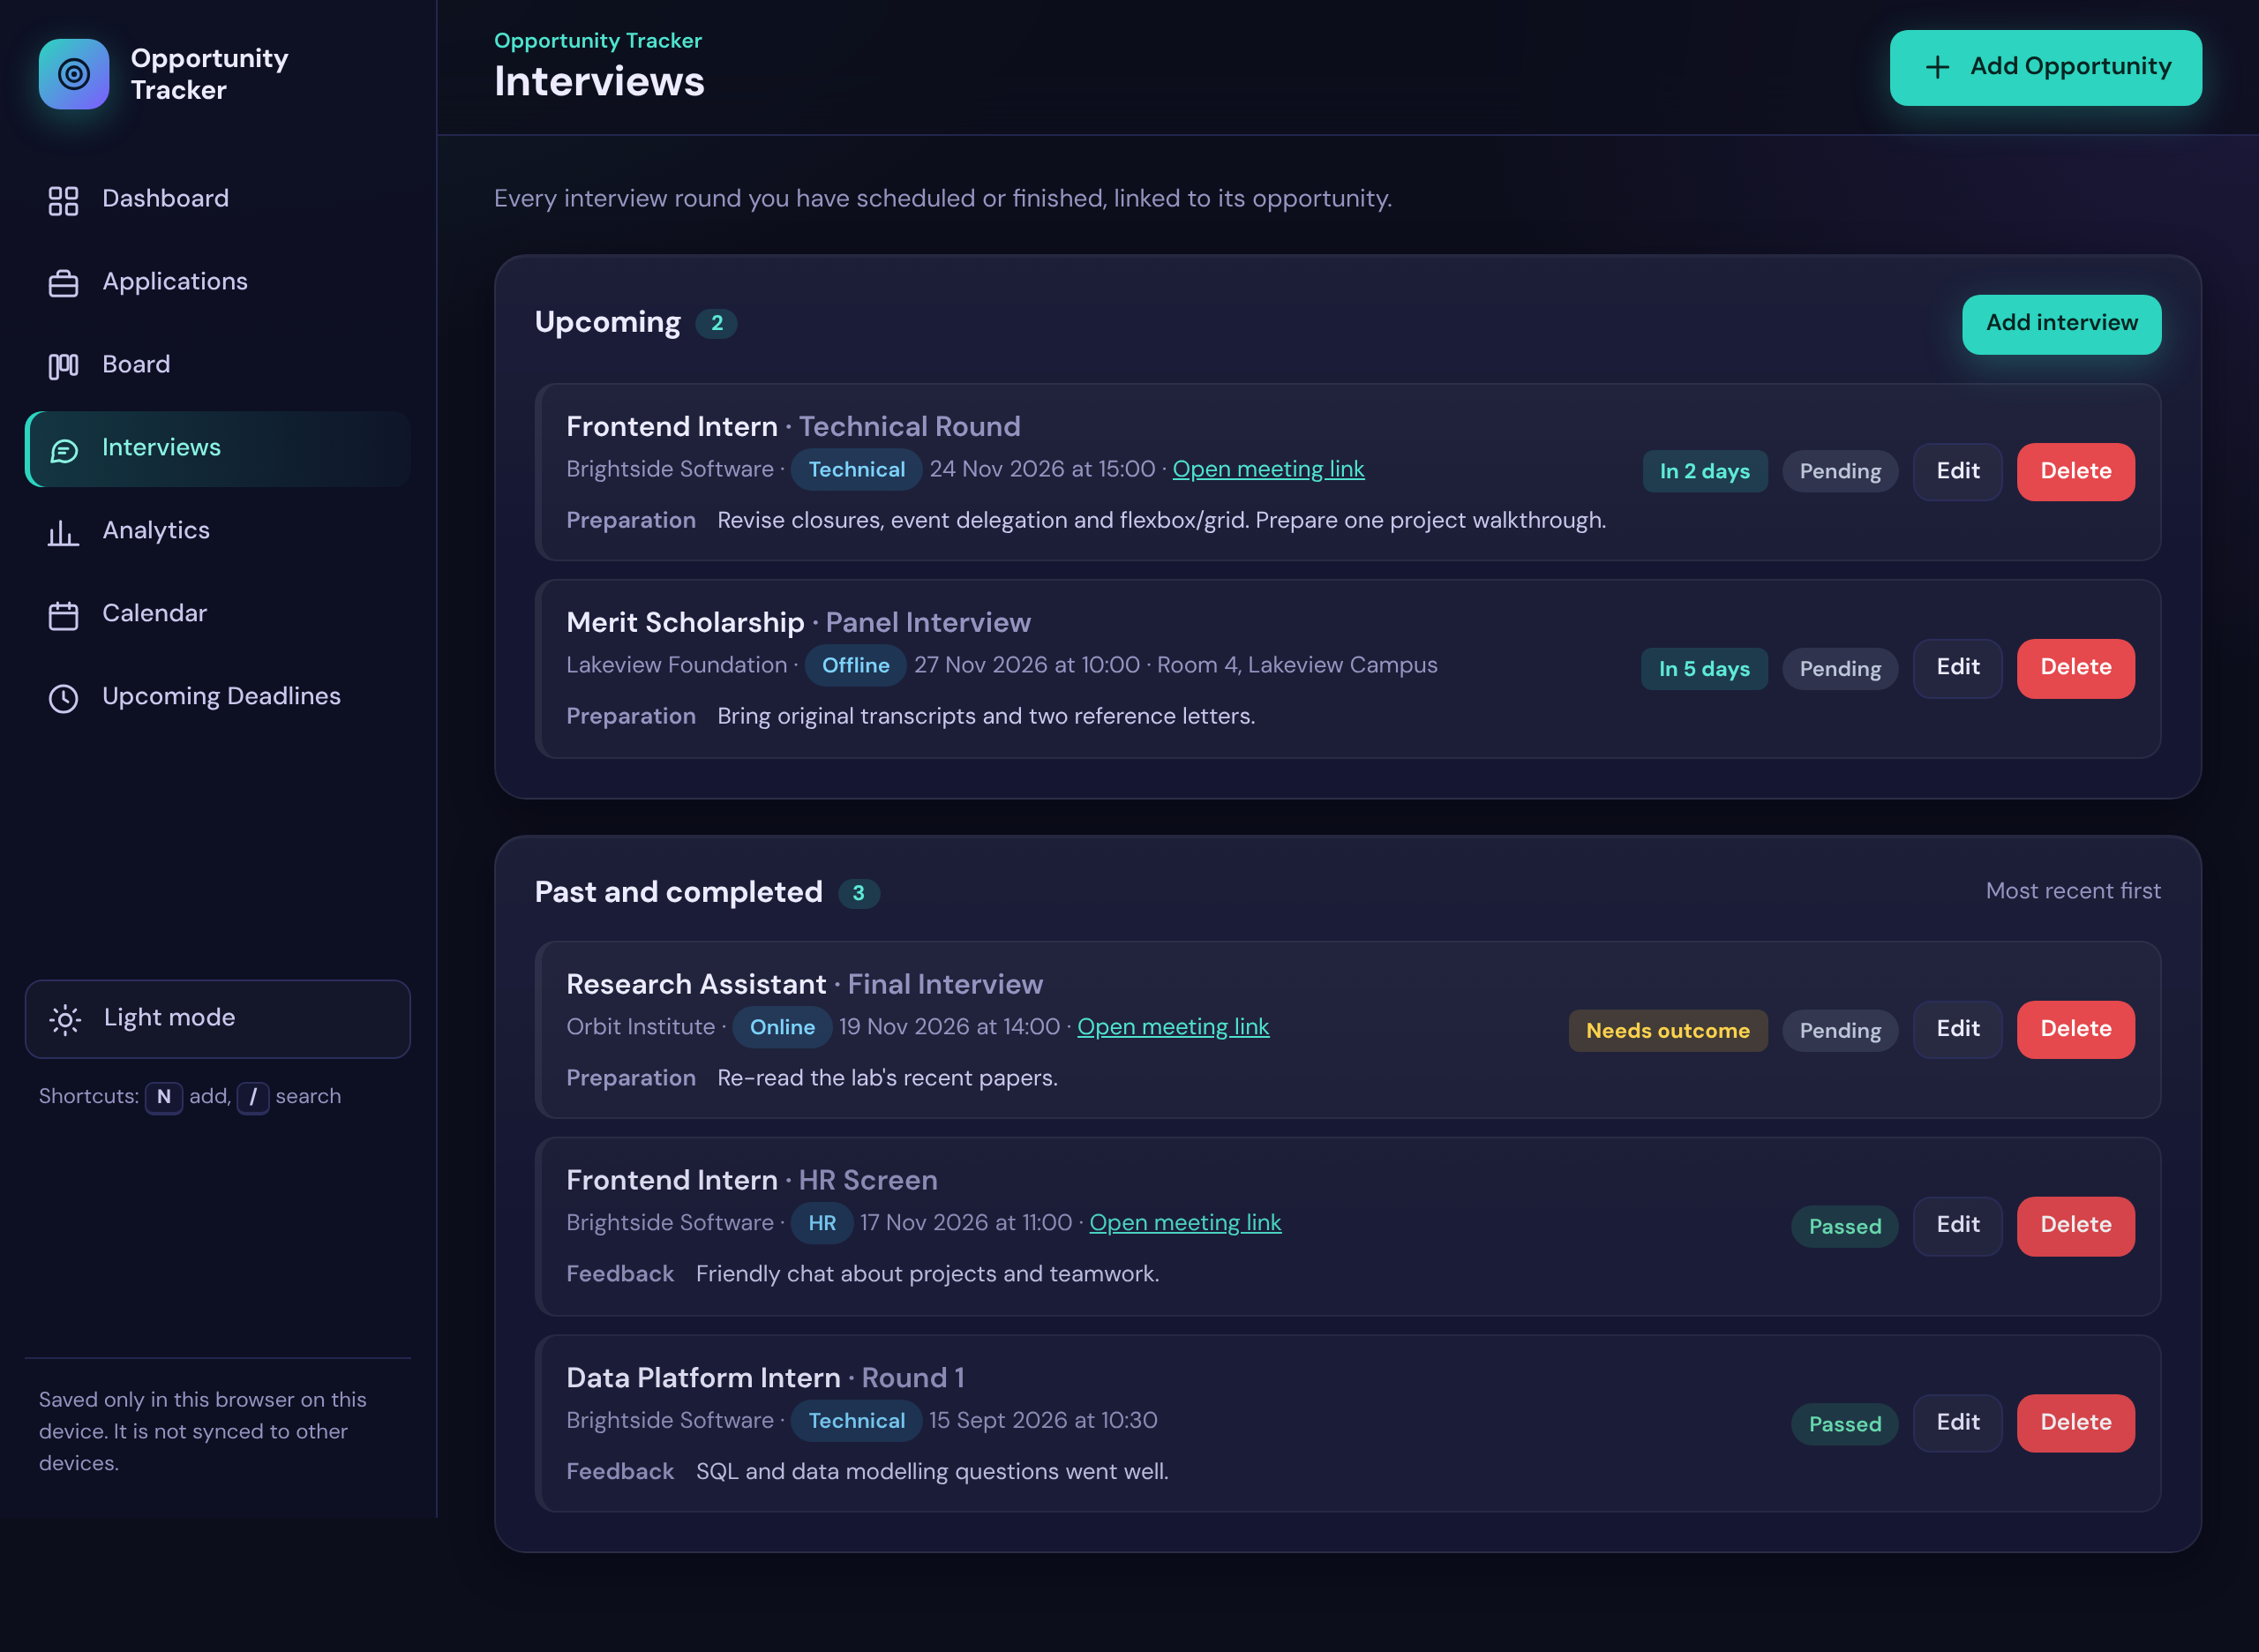 Opportunity
Tracker
Dashboard
Applications
Board
Interviews
Analytics
Calendar
Upcoming Deadlines
Light mode
Shortcuts: N add, / search
Saved only in this browser on this
device. It is not synced to other
devices.
Opportunity Tracker
Interviews
Add Opportunity
Every interview round you have scheduled or finished, linked to its opportunity.
Upcoming 2
Add interview
Frontend Intern · Technical Round
Brightside Software · Technical 24 Nov 2026 at 15:00 · Open meeting link
Preparation Revise closures, event delegation and flexbox/grid. Prepare one project walkthrough.
In 2 days Pending Edit Delete
Merit Scholarship · Panel Interview
Lakeview Foundation · Offline 27 Nov 2026 at 10:00 · Room 4, Lakeview Campus
Preparation Bring original transcripts and two reference letters.
In 5 days Pending Edit Delete
Past and completed 3
Most recent first
Research Assistant · Final Interview
Orbit Institute · Online 19 Nov 2026 at 14:00 · Open meeting link
Preparation Re-read the lab's recent papers.
Needs outcome Pending Edit Delete
Frontend Intern · HR Screen
Brightside Software · HR 17 Nov 2026 at 11:00 · Open meeting link
Feedback Friendly chat about projects and teamwork.
Passed Edit Delete
Data Platform Intern · Round 1
Brightside Software · Technical 15 Sept 2026 at 10:30
Feedback SQL and data modelling questions went well.
Passed Edit Delete